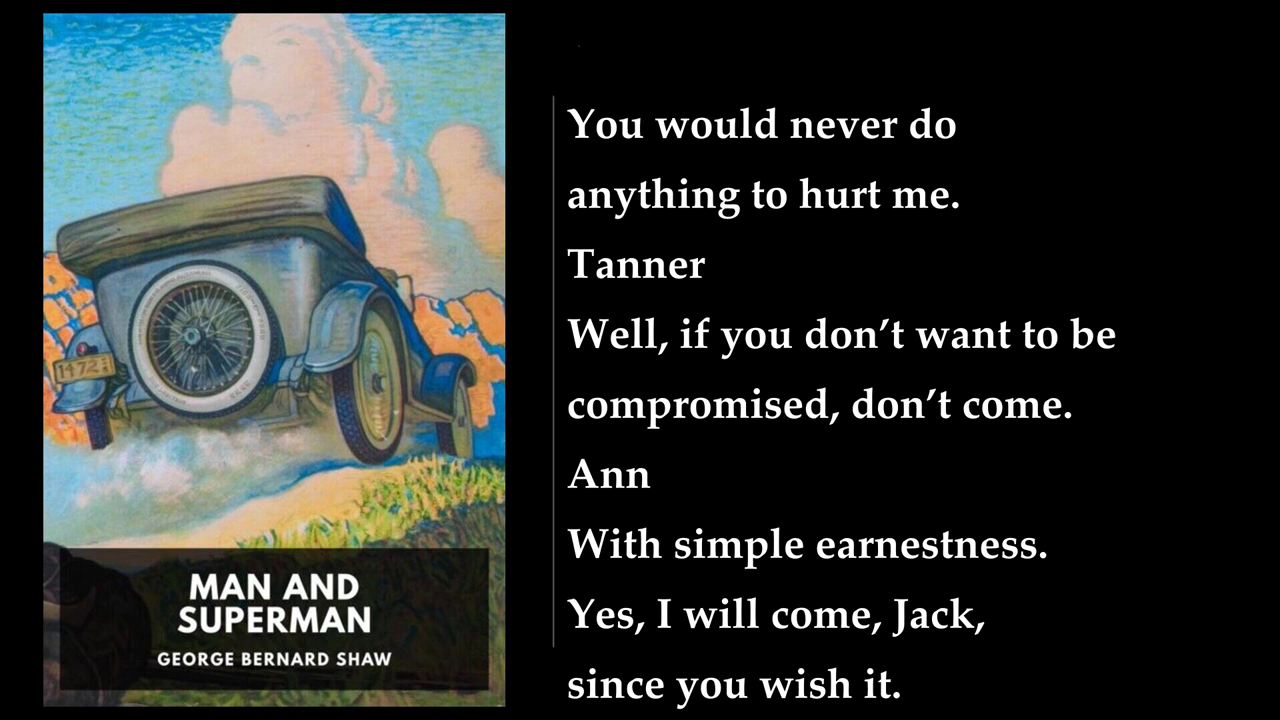 You would never do
anything to hurt me.
Tanner
Well, if you don’t want to be
compromised, don’t come.
Ann
With simple earnestness.
Yes, I will come, Jack,
since you wish it.
1472
MAN AND
SUPERMAN
GEORGE BERNARD SHAW